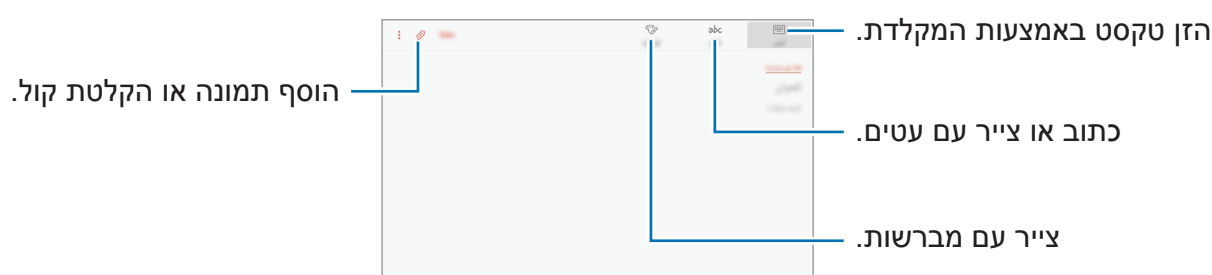 הזן טקסט באמצעות המקלדת.
abc
הוסף תמונה או הקלטת קול.
כתוב או צייר עם עטים.
צייר עם מברשות.